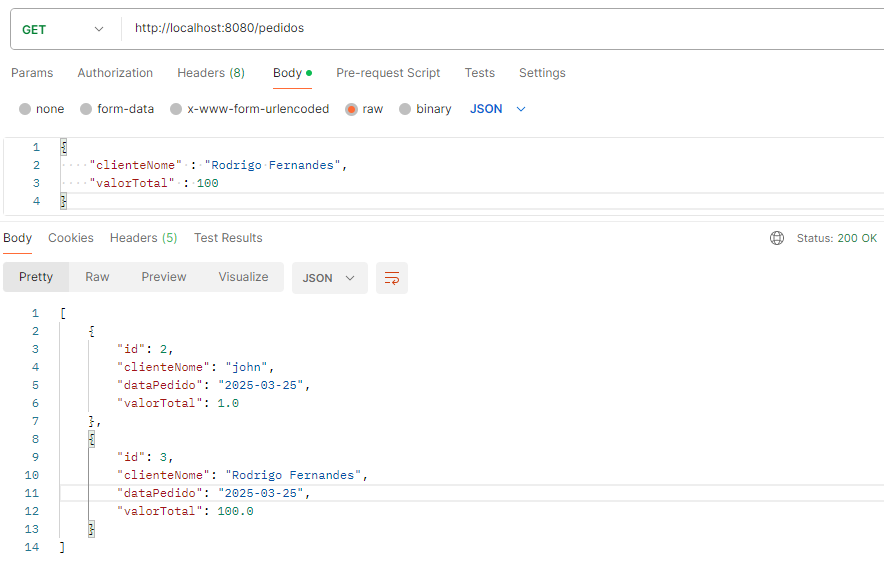 GET http://localhost:8080/pedidos
Params Authorization Headers (8) Body Pre-request Script Tests Settings
none form-data x-www-form-urlencoded raw binary JSON
1 {
2 "clienteNome" : "Rodrigo Fernandes",
3 "valorTotal" : 100
4 }
Body Cookies Headers (5) Test Results Status: 200 OK
Pretty Raw Preview Visualize JSON
1 [
2 {
3 "id": 2,
4 "clienteNome": "john",
5 "dataPedido": "2025-03-25",
6 "valorTotal": 1.0
7 },
8 {
9 "id": 3,
10 "clienteNome": "Rodrigo Fernandes",
11 "dataPedido": "2025-03-25",
12 "valorTotal": 100.0
13 }
14 ]